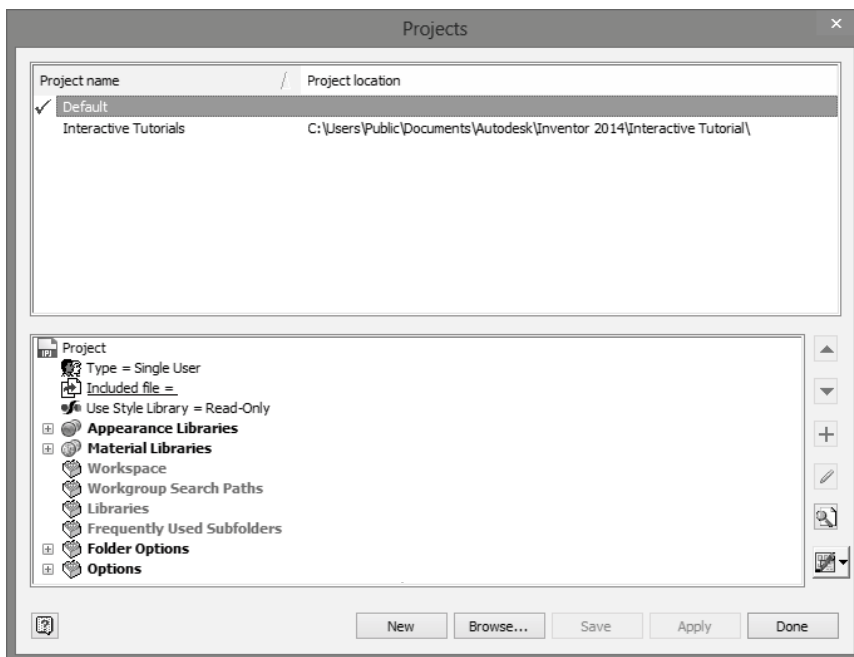 Projects
Project name / Project location
Default
Interactive Tutorials C:\Users\Public\Documents\Autodesk\Inventor 2014\Interactive Tutorial\
Project
Type = Single User
Included file =
Use Style Library = Read-Only
Appearance Libraries
Material Libraries
Workspace
Workgroup Search Paths
Libraries
Frequently Used Subfolders
Folder Options
Options
New Browse... Save Apply Done